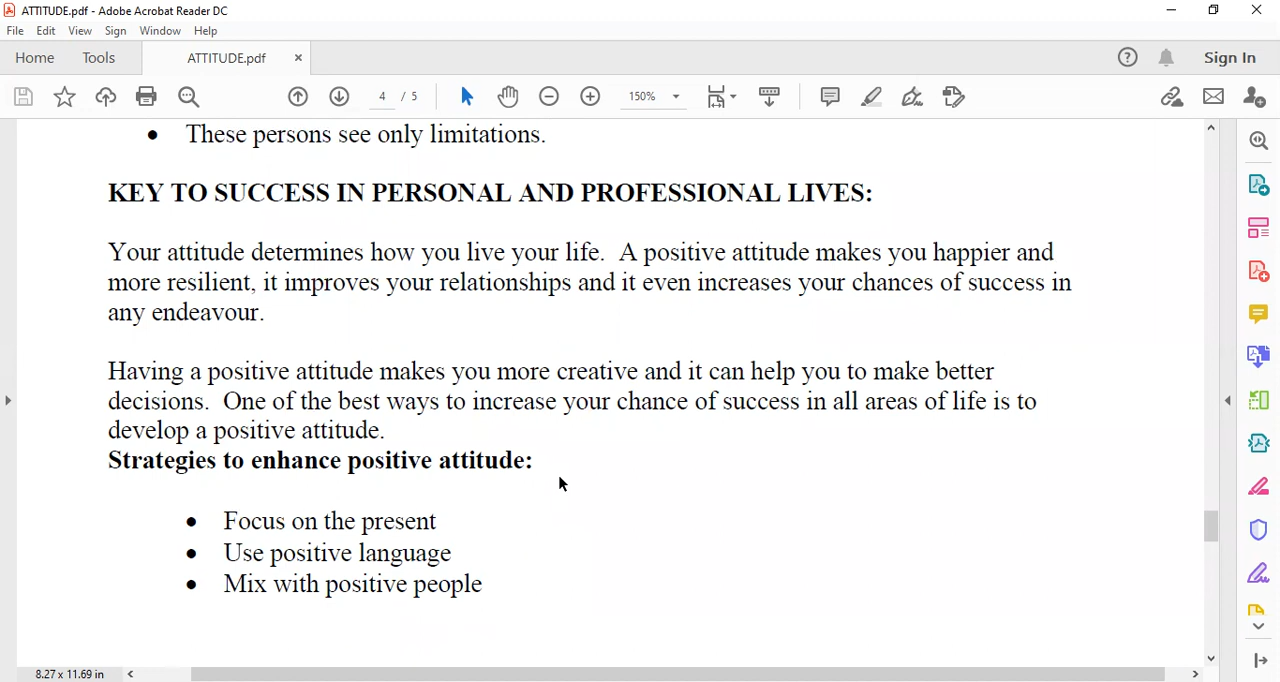 ATTITUDE.pdf - Adobe Acrobat Reader DC
File Edit View Sign Window Help
Home Tools ATTITUDE.pdf × Sign In
4 / 5 150%
• These persons see only limitations.
KEY TO SUCCESS IN PERSONAL AND PROFESSIONAL LIVES:
Your attitude determines how you live your life. A positive attitude makes you happier and
more resilient, it improves your relationships and it even increases your chances of success in
any endeavour.
Having a positive attitude makes you more creative and it can help you to make better
decisions. One of the best ways to increase your chance of success in all areas of life is to
develop a positive attitude.
Strategies to enhance positive attitude:
• Focus on the present
• Use positive language
• Mix with positive people
8.27 x 11.69 in